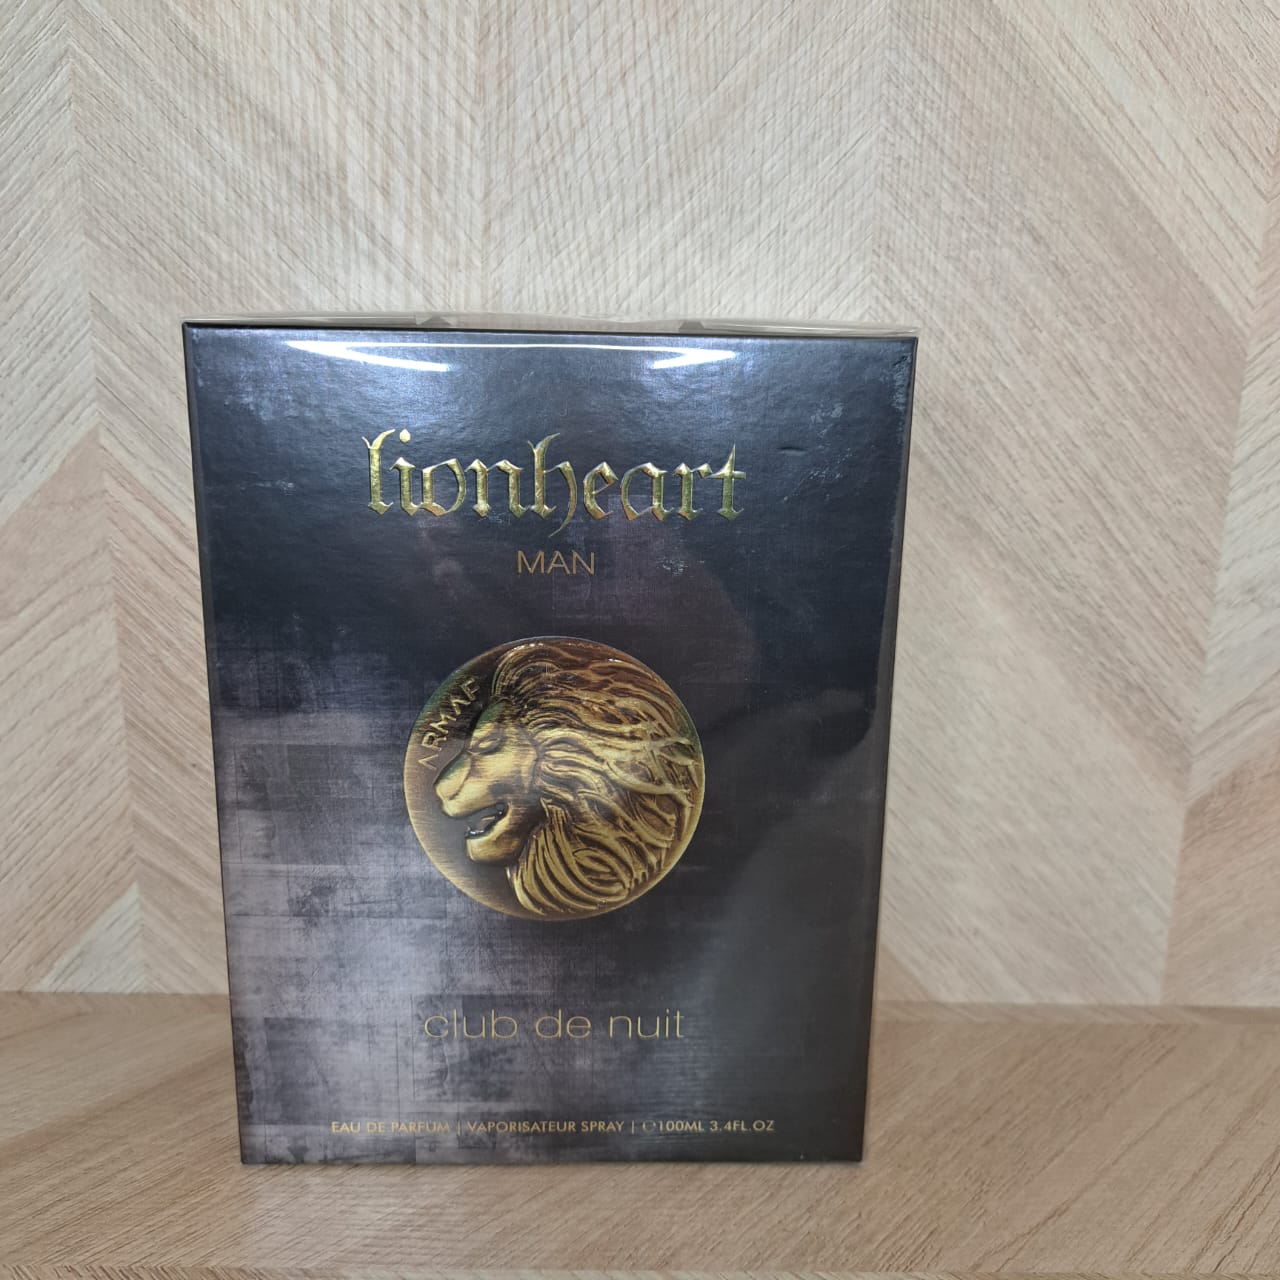 lionheart
MAN
ARMAF
club de nuit
EAU DE PARFUM | VAPORISATEUR SPRAY | ℮100ML 3.4FL.OZ